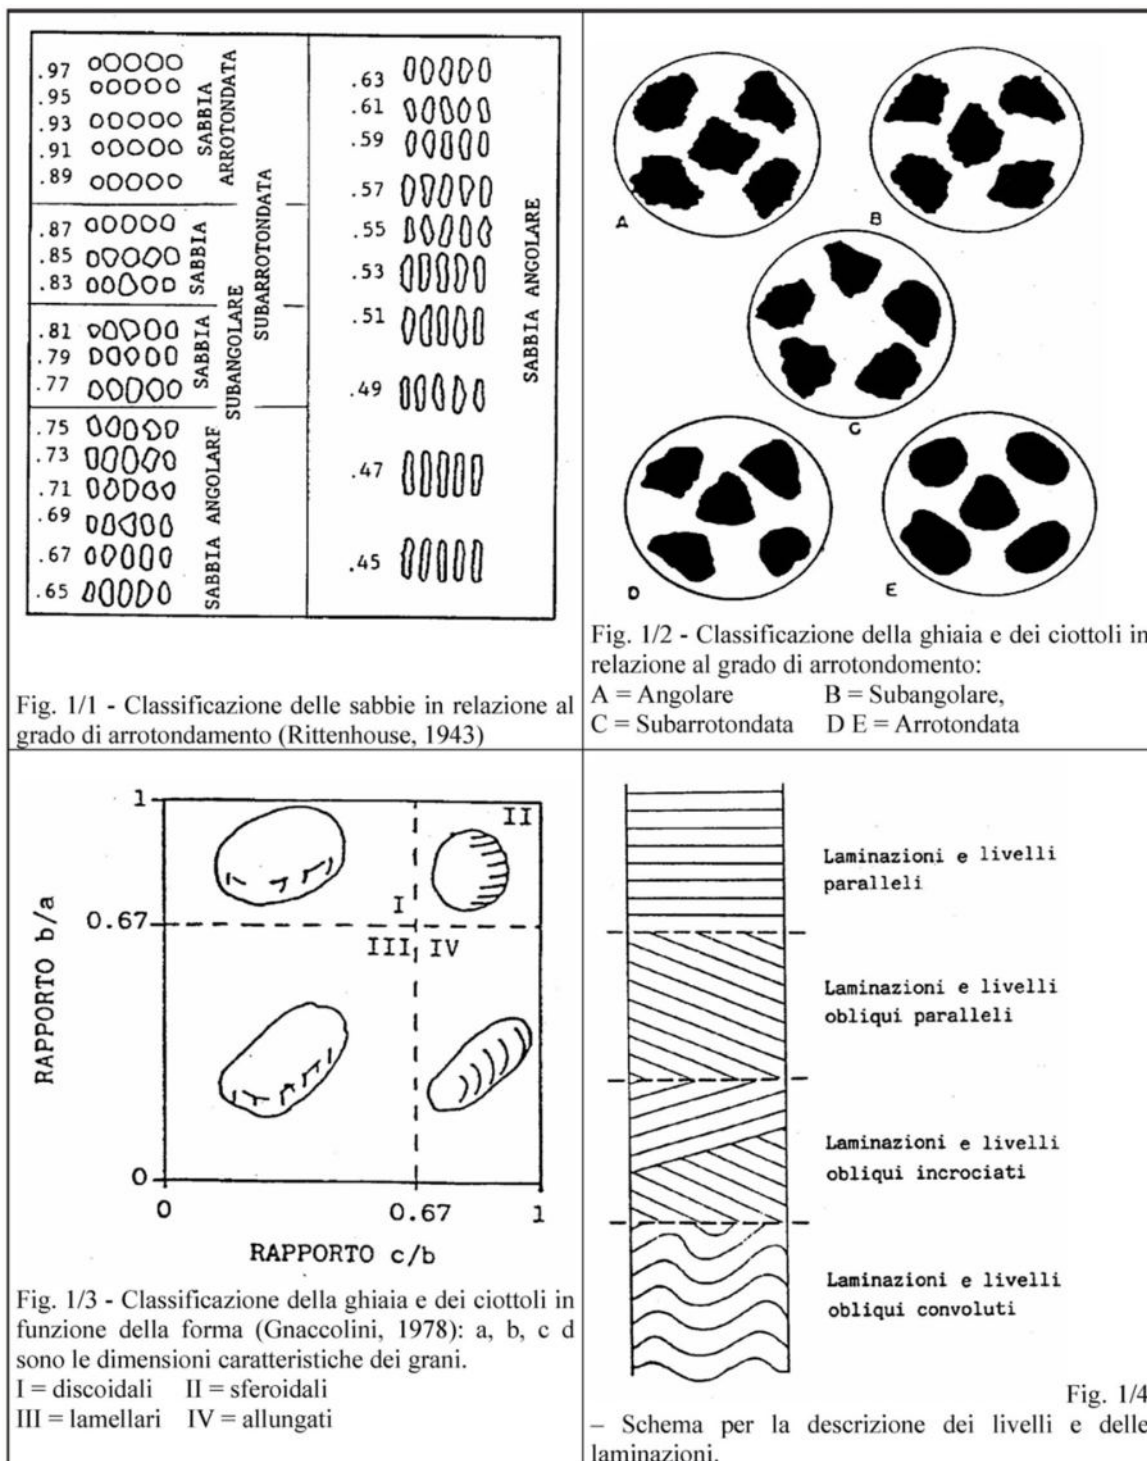 .97
.95
.93
.91
.89
SABBIA
ARROTONDATA
.87
.85
.83
SABBIA
SUBARROTONDATA
.81
.79
.77
SABBIA
SUBANGOLARE
.75
.73
.71
.69
.67
.65
SABBIA ANGOLARE
.63
.61
.59
.57
.55
.53
.51
.49
.47
.45
SABBIA ANGOLARE
Fig. 1/1 - Classificazione delle sabbie in relazione al
grado di arrotondamento (Rittenhouse, 1943)
A
B
C
D
E
Fig. 1/2 - Classificazione della ghiaia e dei ciottoli in
relazione al grado di arrotondomento:
A = Angolare B = Subangolare,
C = Subarrotondata D E = Arrotondata
1
II
I
0.67
III IV
RAPPORTO b/a
0
0 0.67 1
RAPPORTO c/b
Fig. 1/3 - Classificazione della ghiaia e dei ciottoli in
funzione della forma (Gnaccolini, 1978): a, b, c d
sono le dimensioni caratteristiche dei grani.
I = discoidali II = sferoidali
III = lamellari IV = allungati
Laminazioni e livelli
paralleli
Laminazioni e livelli
obliqui paralleli
Laminazioni e livelli
obliqui incrociati
Laminazioni e livelli
obliqui convoluti
Fig. 1/4
– Schema per la descrizione dei livelli e delle
laminazioni.